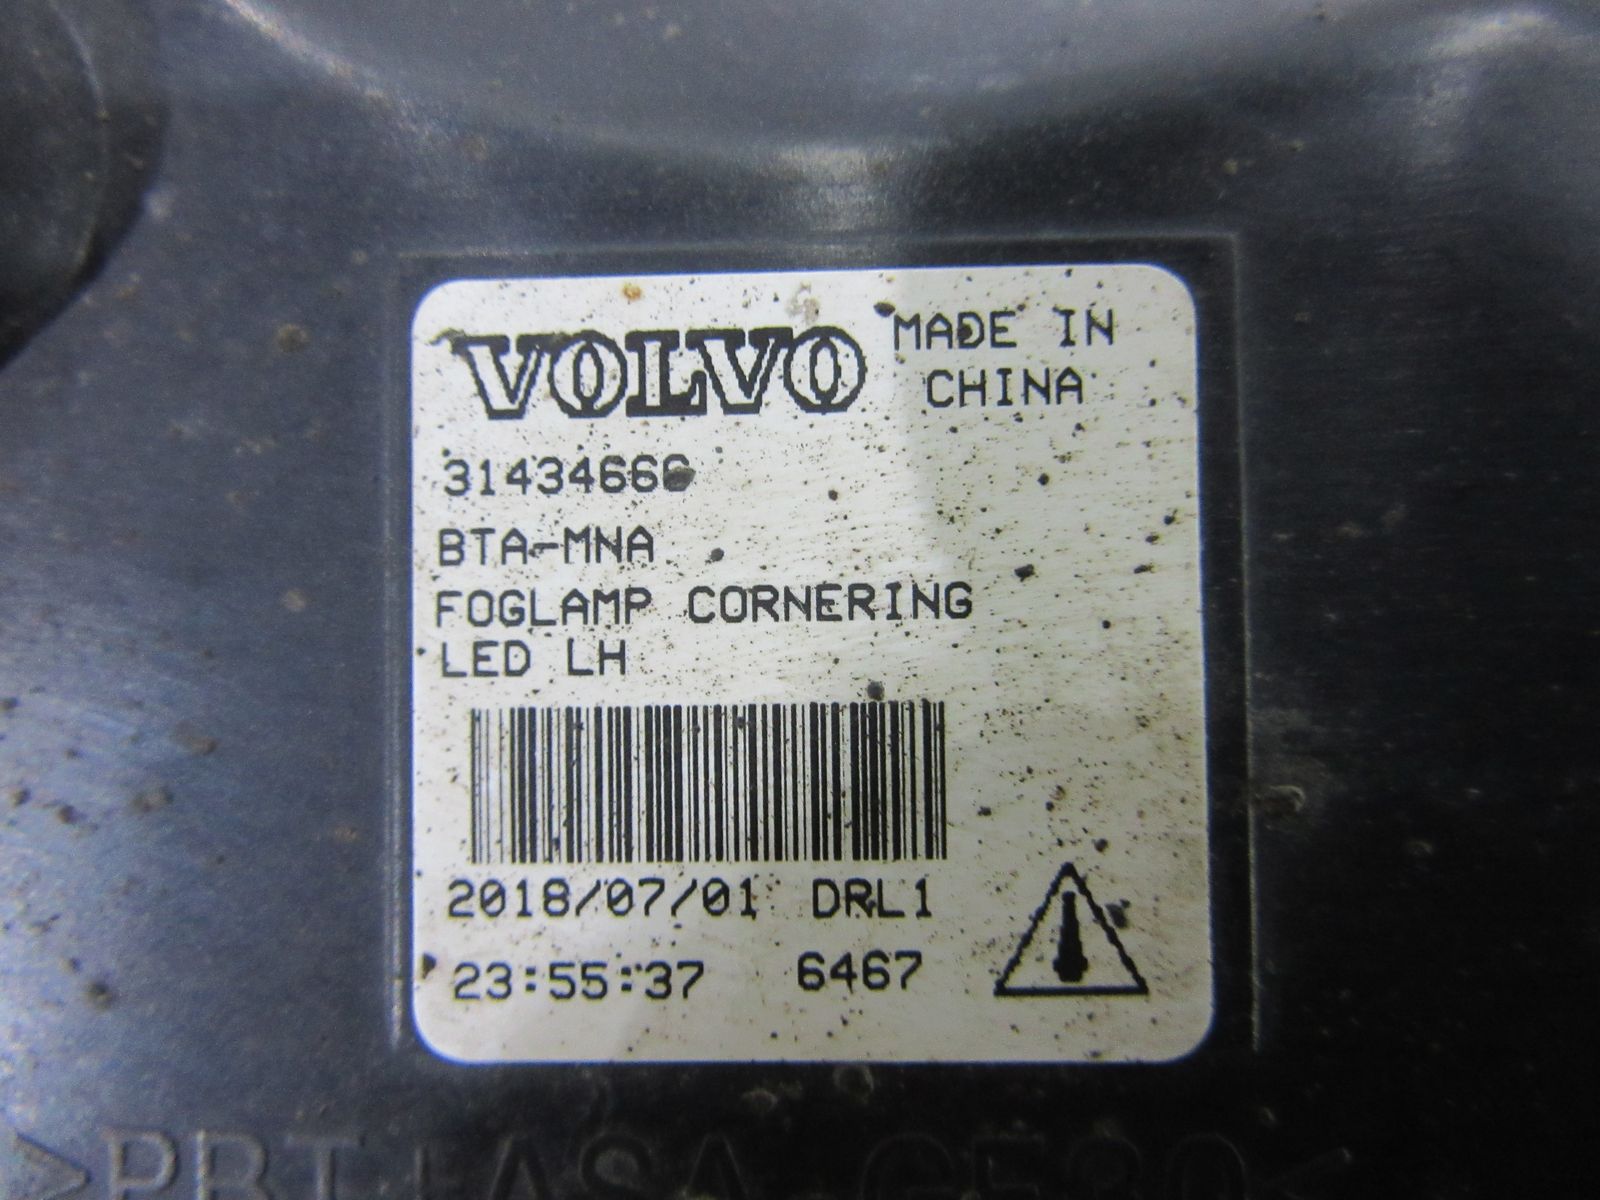 VOLVO
MADE IN
CHINA
31434666
BTA-MNA
FOGLAMP CORNERING
LED LH
2018/07/01 DRL1
23:55:37 6467